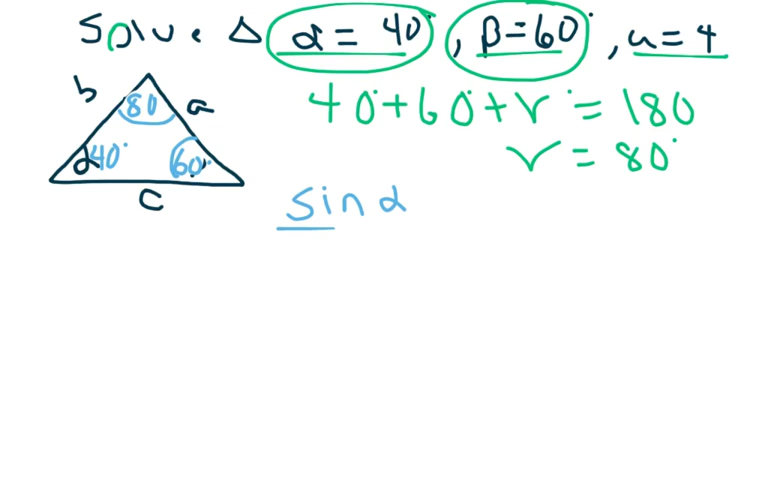 Solve Δ α = 40°, β = 60°, a = 4
b 80 a
40° + 60° + γ° = 180
α 40° 60°
γ = 80°
c
sin α